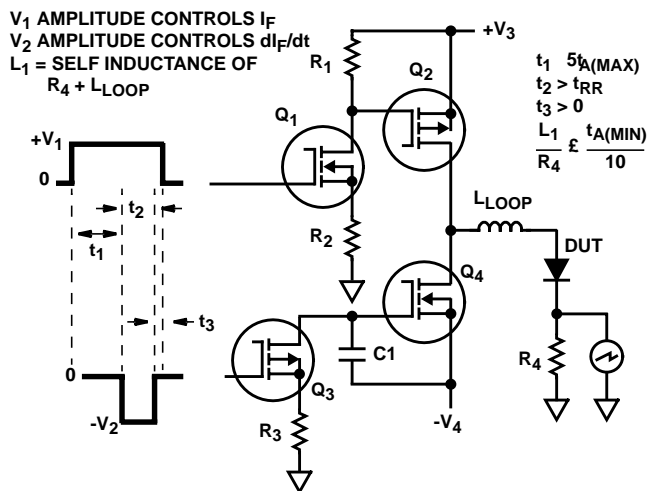 V1 AMPLITUDE CONTROLS IF
V2 AMPLITUDE CONTROLS dIF/dt
L1 = SELF INDUCTANCE OF
R4 + LLOOP
+V3
R1
Q2
t1 5tA(MAX)
t2 > tRR
t3 > 0
L1
R4
£
tA(MIN)
10
Q1
+V1
0
t2
t1
R2
LLOOP
DUT
Q4
t3
0
C1
R4
-V2
Q3
R3
-V4